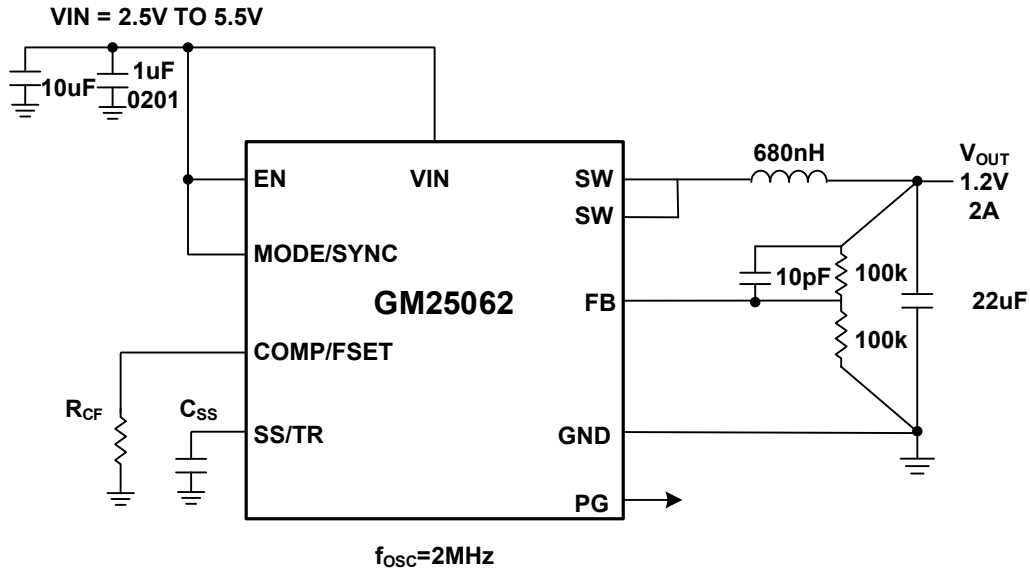 VIN = 2.5V TO 5.5V
10uF
1uF
0201
EN
VIN
SW
SW
MODE/SYNC
GM25062
FB
COMP/FSET
SS/TR
GND
PG
RCF
CSS
680nH
VOUT
1.2V
2A
10pF
100k
100k
22uF
fOSC=2MHz